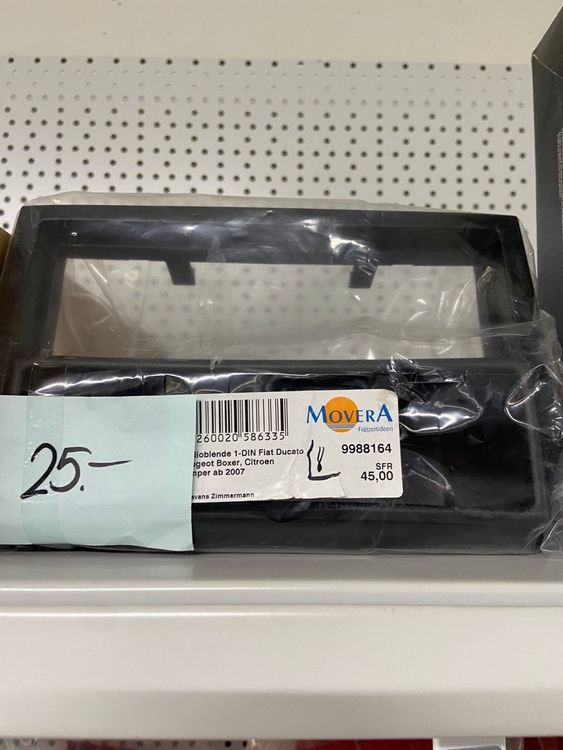 25.-
260020 586335
dioblende 1-DIN Fiat Ducato
ugeot Boxer, Citroen
mper ab 2007
evans Zimmermann
MOVERA
Freizeitideen
9988164
SFR
45,00